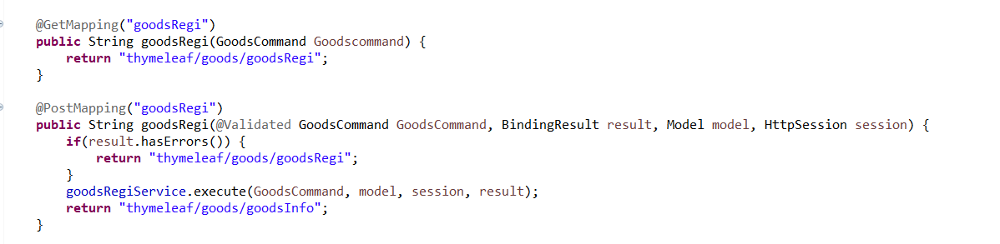 @GetMapping("goodsRegi")
public String goodsRegi(GoodsCommand Goodscommand) {
return "thymeleaf/goods/goodsRegi";
}
@PostMapping("goodsRegi")
public String goodsRegi(@Validated GoodsCommand GoodsCommand, BindingResult result, Model model, HttpSession session) {
if(result.hasErrors()) {
return "thymeleaf/goods/goodsRegi";
}
goodsRegiService.execute(GoodsCommand, model, session, result);
return "thymeleaf/goods/goodsInfo";
}